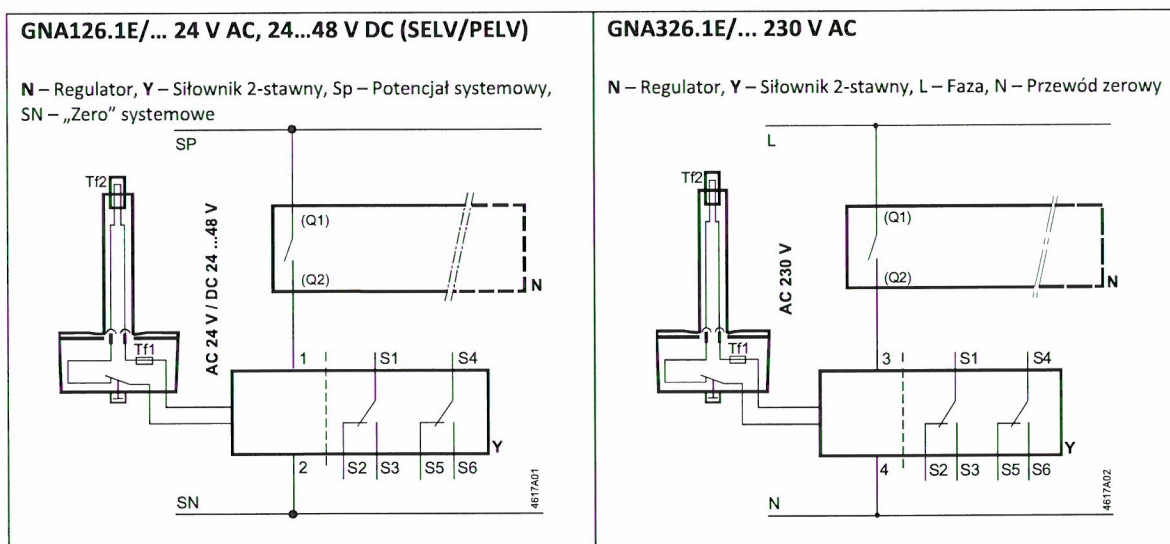 GNA126.1E/... 24 V AC, 24...48 V DC (SELV/PELV)
N – Regulator, Y – Siłownik 2-stawny, Sp – Potencjał systemowy,
SN – „Zero” systemowe
SP
Tf2
AC 24 V / DC 24 ...48 V
(Q1)
(Q2)
N
Tf1
1
S1
S4
Y
2
S2
S3
S5
S6
SN
4617A01
GNA326.1E/... 230 V AC
N – Regulator, Y – Siłownik 2-stawny, L – Faza, N – Przewód zerowy
L
Tf2
AC 230 V
(Q1)
(Q2)
N
Tf1
3
S1
S4
Y
4
S2
S3
S5
S6
N
4617A02